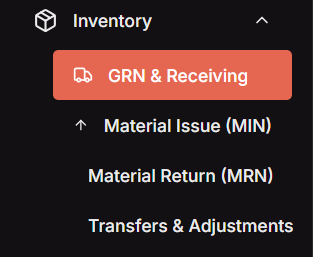 Inventory
GRN & Receiving
Material Issue (MIN)
Material Return (MRN)
Transfers & Adjustments